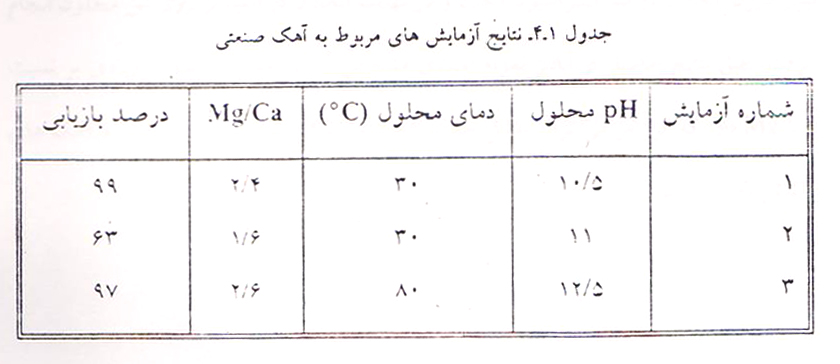 جدول ۴.۱. نتایج آزمایش های مربوط به آهک صنعتی
شماره آزمایش pH محلول دمای محلول (°C) Mg/Ca درصد بازیابی
۱ ۱۰/۵ ۳۰ ۲/۴ ۹۹
۲ ۱۱ ۳۰ ۱/۶ ۶۳
۳ ۱۲/۵ ۸۰ ۲/۶ ۹۷